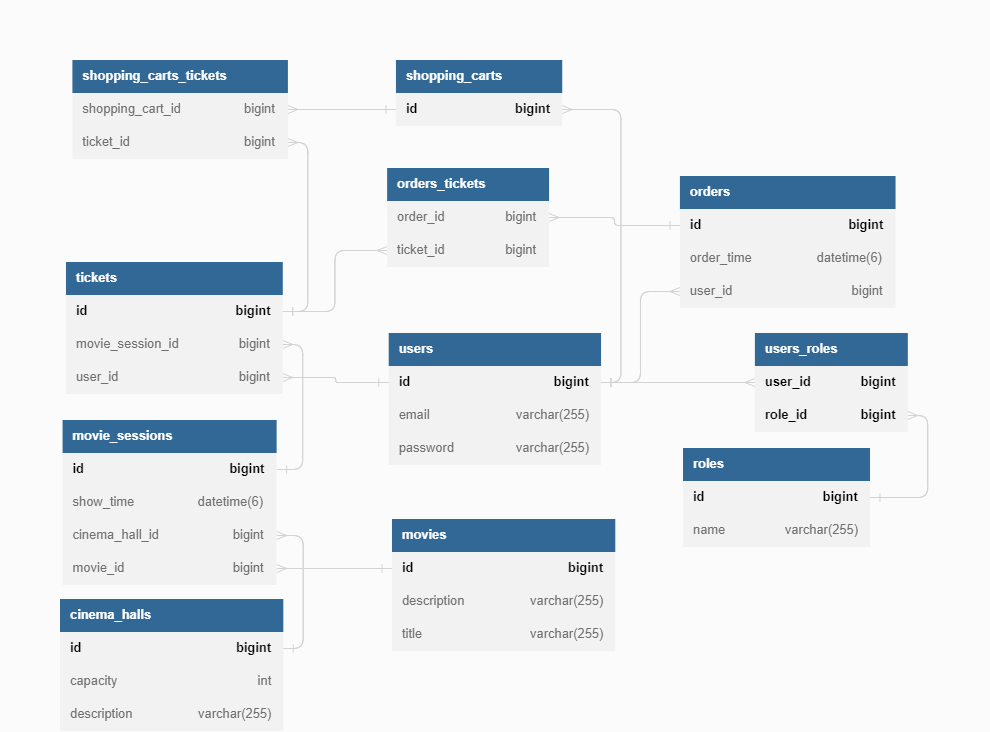 shopping_carts_tickets
shopping_cart_id bigint
ticket_id bigint
shopping_carts
id bigint
orders_tickets
order_id bigint
ticket_id bigint
orders
id bigint
order_time datetime(6)
user_id bigint
tickets
id bigint
movie_session_id bigint
user_id bigint
users
id bigint
email varchar(255)
password varchar(255)
users_roles
user_id bigint
role_id bigint
movie_sessions
id bigint
show_time datetime(6)
cinema_hall_id bigint
movie_id bigint
roles
id bigint
name varchar(255)
movies
id bigint
description varchar(255)
title varchar(255)
cinema_halls
id bigint
capacity int
description varchar(255)